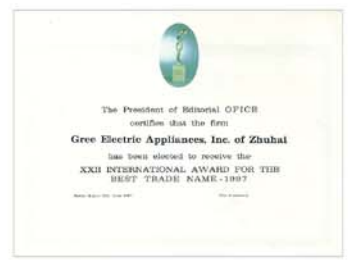 The President of Editorial OFICE
certifies that the firm
Gree Electric Appliances, Inc. of Zhuhai
has been elected to receive the
XXII INTERNATIONAL AWARD FOR THE
BEST TRADE NAME-1997